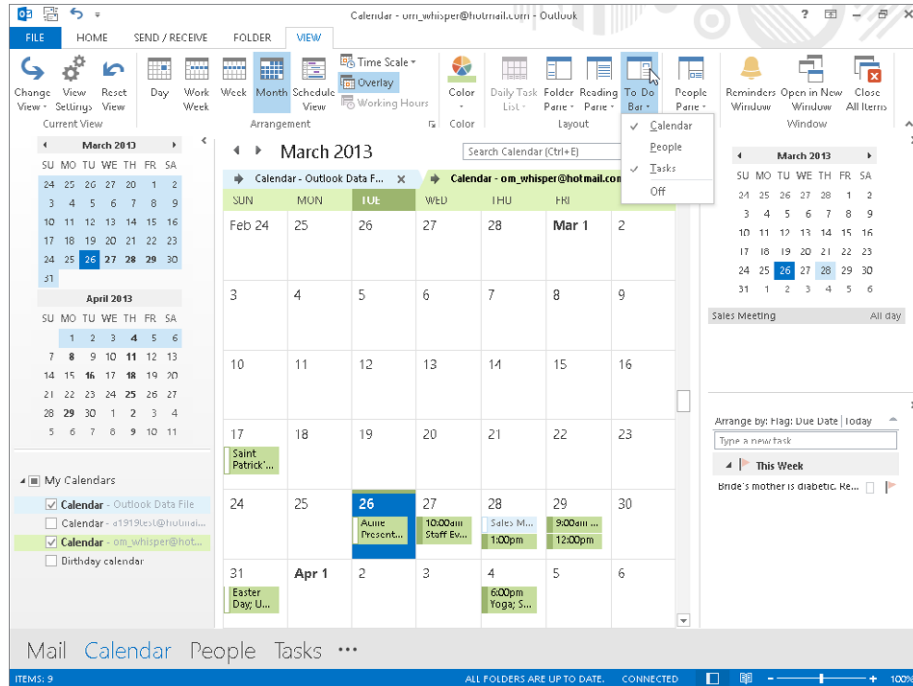 Calendar - om_whisper@hotmail.com - Outlook
FILE HOME SEND / RECEIVE FOLDER VIEW
Change View - View Settings Reset View
Day Work Week Week Month Schedule View
Time Scale -
Overlay
Working Hours
Color
Daily Task List - Folder Pane - Reading Pane - To-Do Bar - People Pane -
Reminders Window Open in New Window Close All Items
Current View Arrangement Color Layout Window
Calendar
People
Tasks
Off
March 2013
SU MO TU WE TH FR SA
24 25 26 27 28 1 2
3 4 5 6 7 8 9
10 11 12 13 14 15 16
17 18 19 20 21 22 23
24 25 26 27 28 29 30
31
April 2013
SU MO TU WE TH FR SA
1 2 3 4 5 6
7 8 9 10 11 12 13
14 15 16 17 18 19 20
21 22 23 24 25 26 27
28 29 30 1 2 3 4
5 6 7 8 9 10 11
My Calendars
Calendar - Outlook Data File
Calendar - a1919test@hotmai...
Calendar - om_whisper@hot...
Birthday calendar
March 2013
Search Calendar (Ctrl+E)
Calendar - Outlook Data F... X
Calendar - om_whisper@hotmail.com
SUN MON TUE WED THU FRI
Feb 24 25 26 27 28 Mar 1 2
3 4 5 6 7 8 9
10 11 12 13 14 15 16
17 18 19 20 21 22 23
Saint
Patrick'...
24 25 26 27 28 29 30
Acme
Present...
10:00am
Staff Ev...
Sales M...
1:00pm
9:00am ...
12:00pm
31 Apr 1 2 3 4 5 6
Easter
Day; U...
6:00pm
Yoga; S...
March 2013
SU MO TU WE TH FR SA
24 25 26 27 28 1 2
3 4 5 6 7 8 9
10 11 12 13 14 15 16
17 18 19 20 21 22 23
24 25 26 27 28 29 30
31 1 2 3 4 5 6
Sales Meeting All day
Arrange by: Flag: Due Date | Today
Type a new task
This Week
Bride's mother is diabetic. Re...
Mail Calendar People Tasks •••
ITEMS: 9 ALL FOLDERS ARE UP TO DATE. CONNECTED 100%